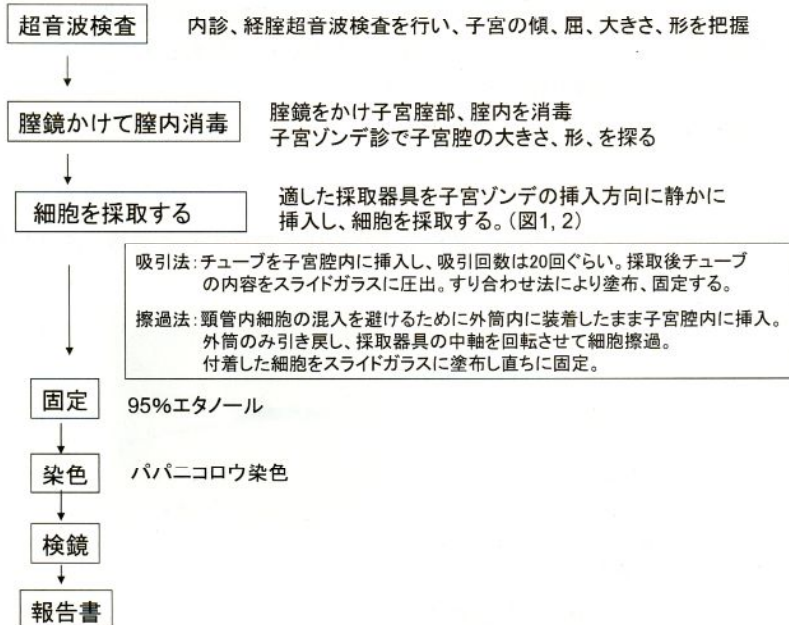 超音波検査
内診、経腟超音波検査を行い、子宮の傾、屈、大きさ、形を把握
腟鏡かけて腟内消毒
腟鏡をかけ子宮腟部、腟内を消毒
子宮ゾンデ診で子宮腔の大きさ、形、を探る
細胞を採取する
適した採取器具を子宮ゾンデの挿入方向に静かに
挿入し、細胞を採取する。(図1, 2)
吸引法:チューブを子宮腔内に挿入し、吸引回数は20回ぐらい。採取後チューブ
の内容をスライドガラスに圧出。すり合わせ法により塗布、固定する。
擦過法:頸管内細胞の混入を避けるために外筒内に装着したまま子宮腔内に挿入。
外筒のみ引き戻し、採取器具の中軸を回転させて細胞擦過。
付着した細胞をスライドガラスに塗布し直ちに固定。
固定
95%エタノール
染色
パパニコロウ染色
検鏡
報告書